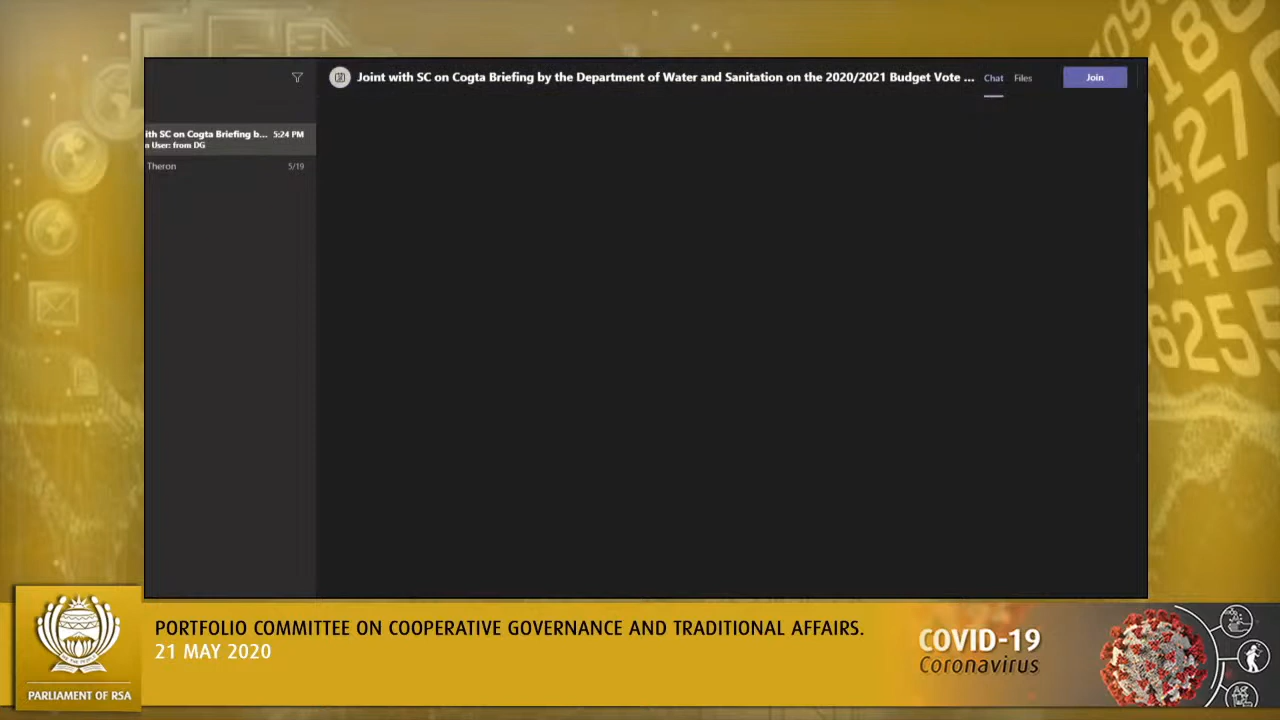 Joint with SC on Cogta Briefing by the Department of Water and Sanitation on the 2020/2021 Budget Vote ... Chat Files Join
ith SC on Cogta Briefing b... 5:24 PM
n User: from DG
Theron 5/19
PORTFOLIO COMMITTEE ON COOPERATIVE GOVERNANCE AND TRADITIONAL AFFAIRS.
21 MAY 2020
PARLIAMENT OF RSA
COVID-19
Coronavirus